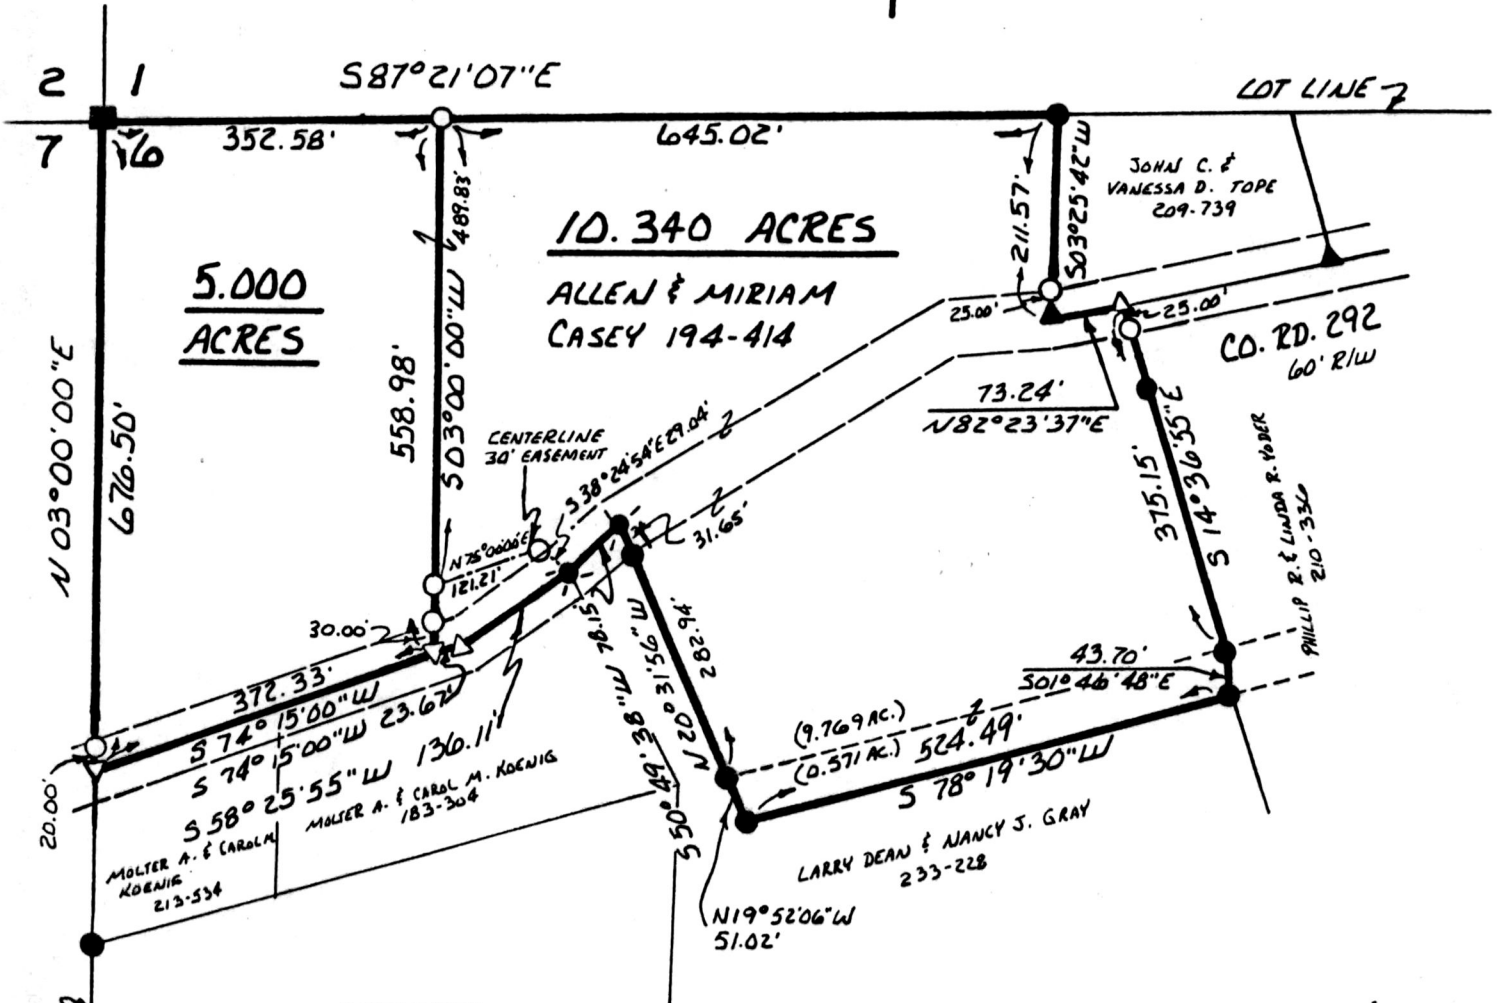 2 1
S87°21'07"E
LOT LINE 7
7 6
352.58'
645.02'
489.83'
211.57'
S03°25'42"W
JOHN C. &
VANESSA D. TOPE
209-739
5.000
ACRES
10.340 ACRES
ALLEN & MIRIAM
CASEY 194-414
25.00'
25.00'
CO. RD. 292
60' R/W
N 03°00'00"E
676.50'
558.98'
S03°00'00"W
CENTERLINE
30' EASEMENT
S 38°24'54"E 29.04'
73.24'
N82°23'37"E
375.15'
S 14°36'55"E
PHILLIP R. & LINDA R. YODER
210-336
31.65'
N75°00'00"E
121.21'
30.00'
372.33'
S 74°15'00"W
S 74°15'00"W 23.67'
S 58°25'55"W 136.11'
S50°49'38"W 78.15'
N 20°31'56"W
282.94'
43.70'
S01°46'48"E
(9.769 AC.)
(0.571 AC.) 524.49'
S 78°19'30"W
20.00'
MOLTER A. & CAROL M. KOENIG
183-304
MOLTER A. & CAROL M
KOENIG
213-534
LARRY DEAN & NANCY J. GRAY
233-228
N19°52'06"W
51.02'